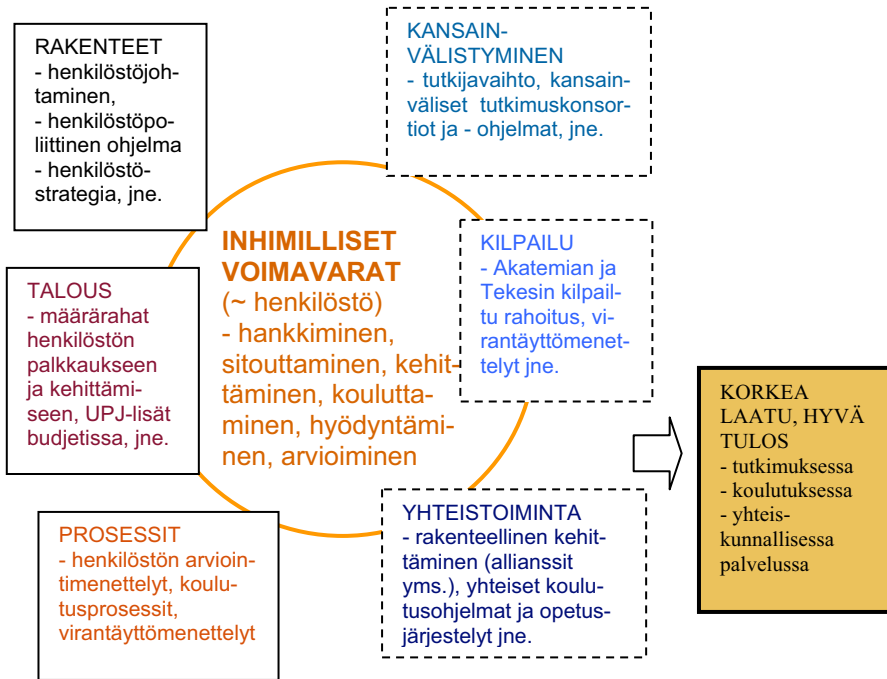 RAKENTEET
- henkilöstöjoh-
taminen,
- henkilöstöpo-
liittinen ohjelma
- henkilöstö-
strategia, jne.
KANSAIN-
VÄLISTYMINEN
- tutkijavaihto, kansain-
väliset tutkimuskonsor-
tiot ja - ohjelmat, jne.
INHIMILLISET
VOIMAVARAT
(~ henkilöstö)
- hankkiminen,
sitouttaminen, kehit-
täminen, koulutta-
minen, hyödyntämi-
nen, arvioiminen
KILPAILU
- Akatemian ja
Tekesin kilpail-
tu rahoitus, vi-
rantäyttömenet-
telyt jne.
TALOUS
- määrärahat
henkilöstön
palkkaukseen
ja kehittämi-
seen, UPJ-lisät
budjetissa, jne.
KORKEA
LAATU, HYVÄ
TULOS
- tutkimuksessa
- koulutuksessa
- yhteis-
kunnallisessa
palvelussa
PROSESSIT
- henkilöstön arvioin-
timenettelyt, koulu-
tusprosessit,
virantäyttömenettelyt
YHTEISTOIMINTA
- rakenteellinen kehit-
täminen (allianssit
yms.), yhteiset koulu-
tusohjelmat ja opetus-
järjestelyt jne.